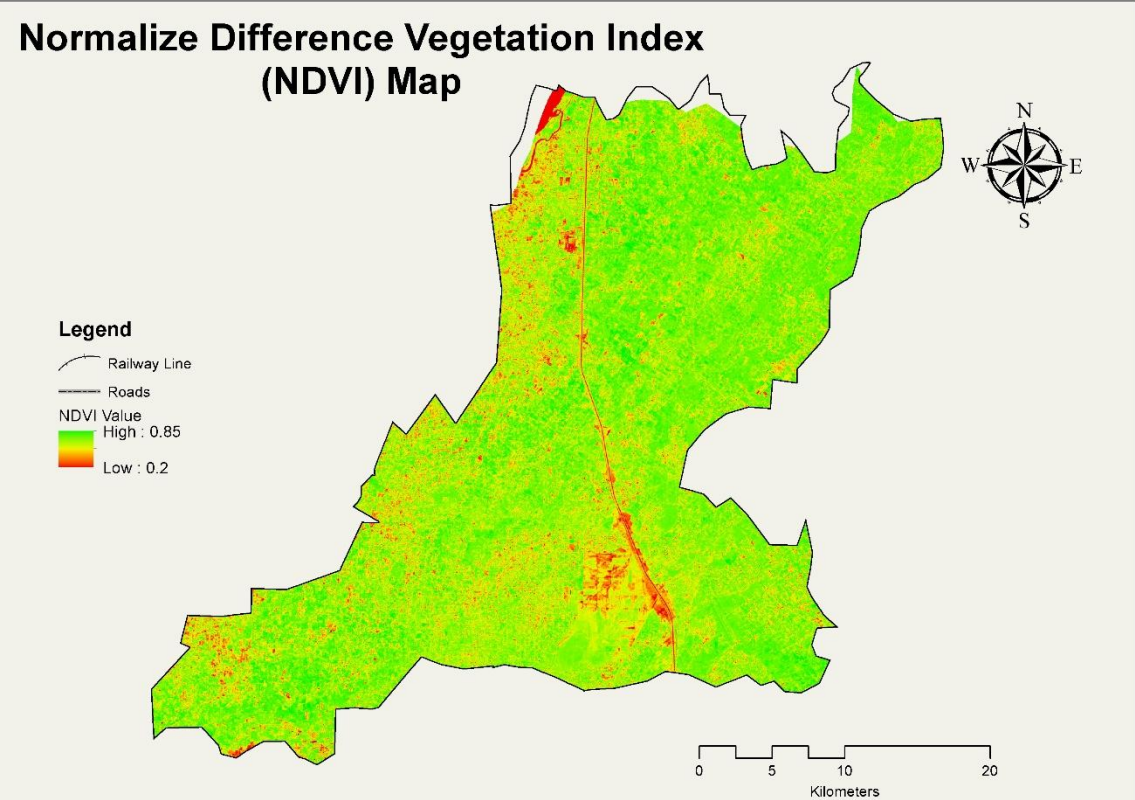 Normalize Difference Vegetation Index
(NDVI) Map
N
W E
S
Legend
Railway Line
Roads
NDVI Value
High : 0.85
Low : 0.2
0 5 10 20
Kilometers